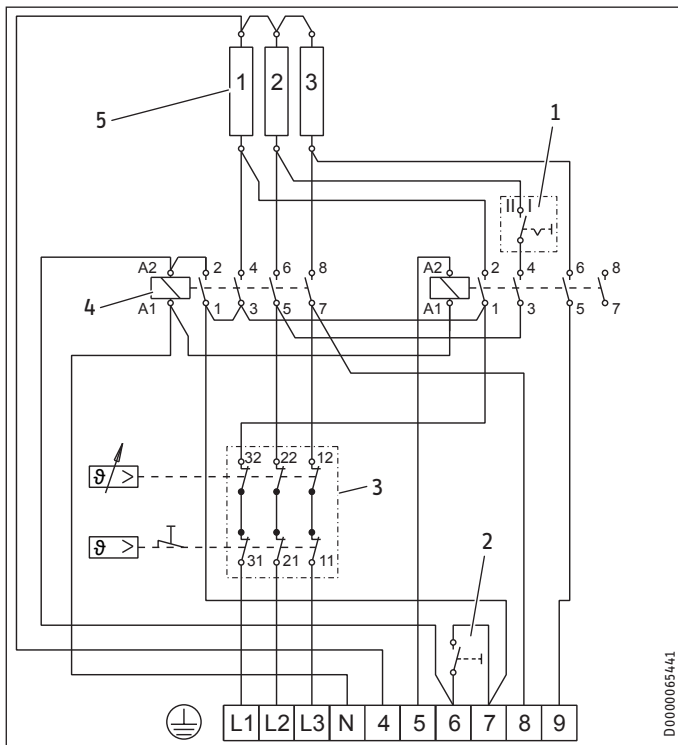 1 2 3
5
1
II I
A2 2 4 6 8 A2 2 4 6 8
4
A1 1 3 5 7 A1 1 3 5 7
32 22 12
ϑ >
3
ϑ >
31 21 11
2
L1 L2 L3 N 4 5 6 7 8 9
D0000065441